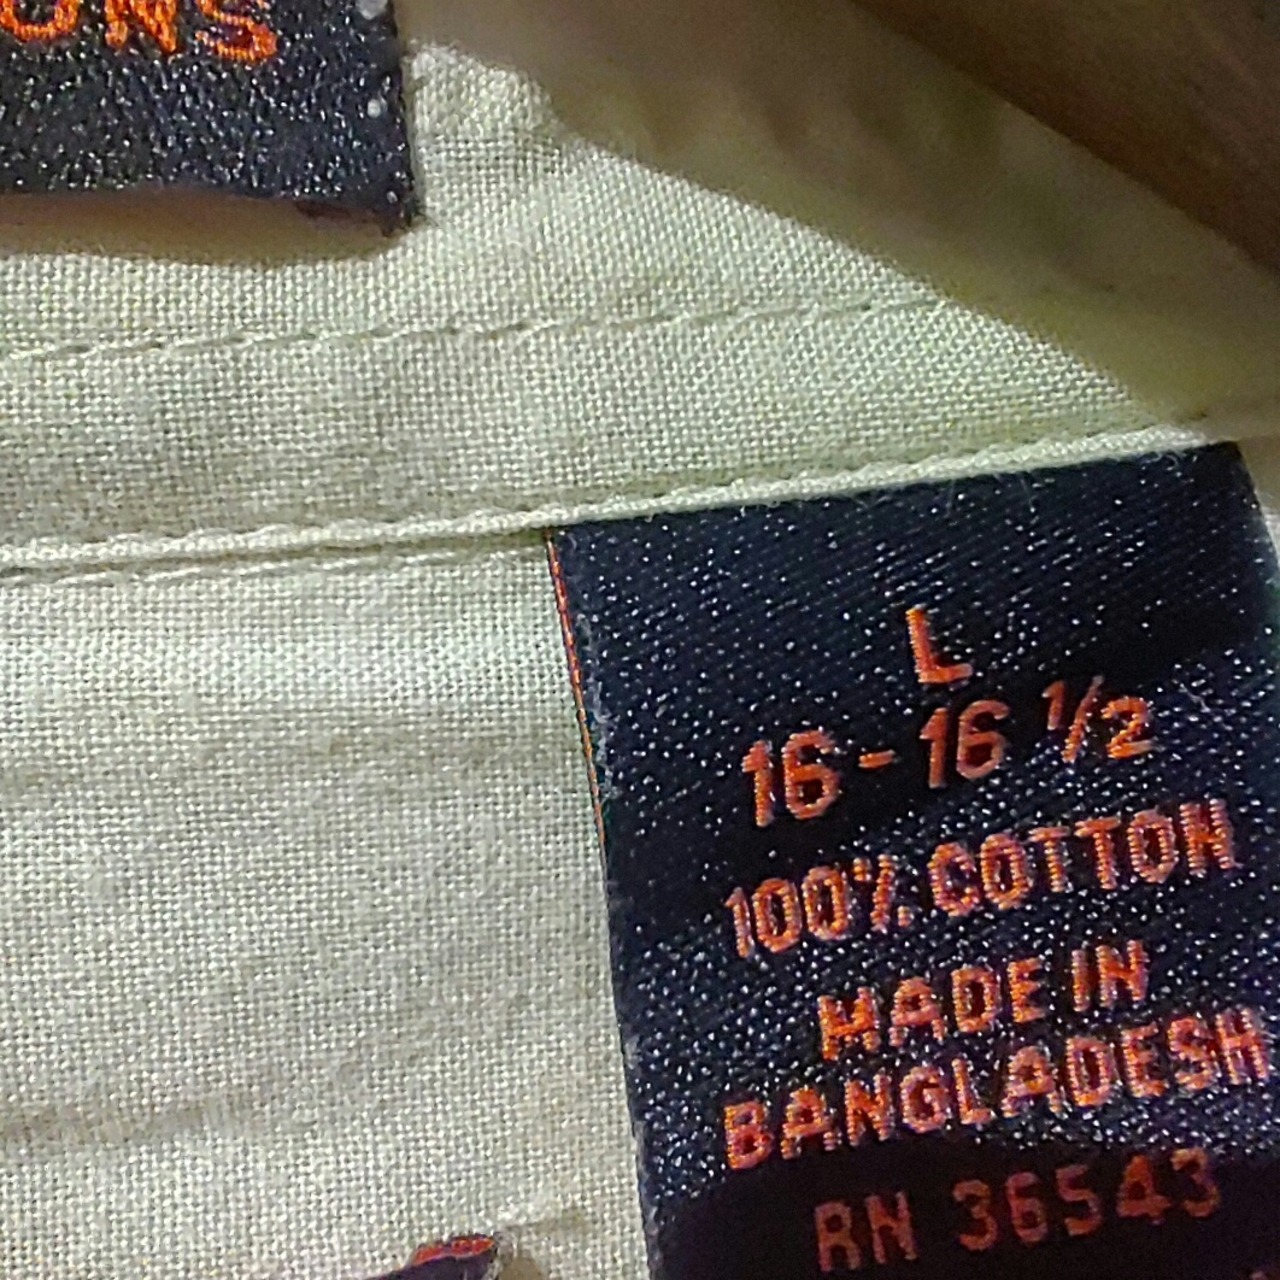 L
16 - 16 1/2
100% COTTON
MADE IN
BANGLADESH
RN 36543